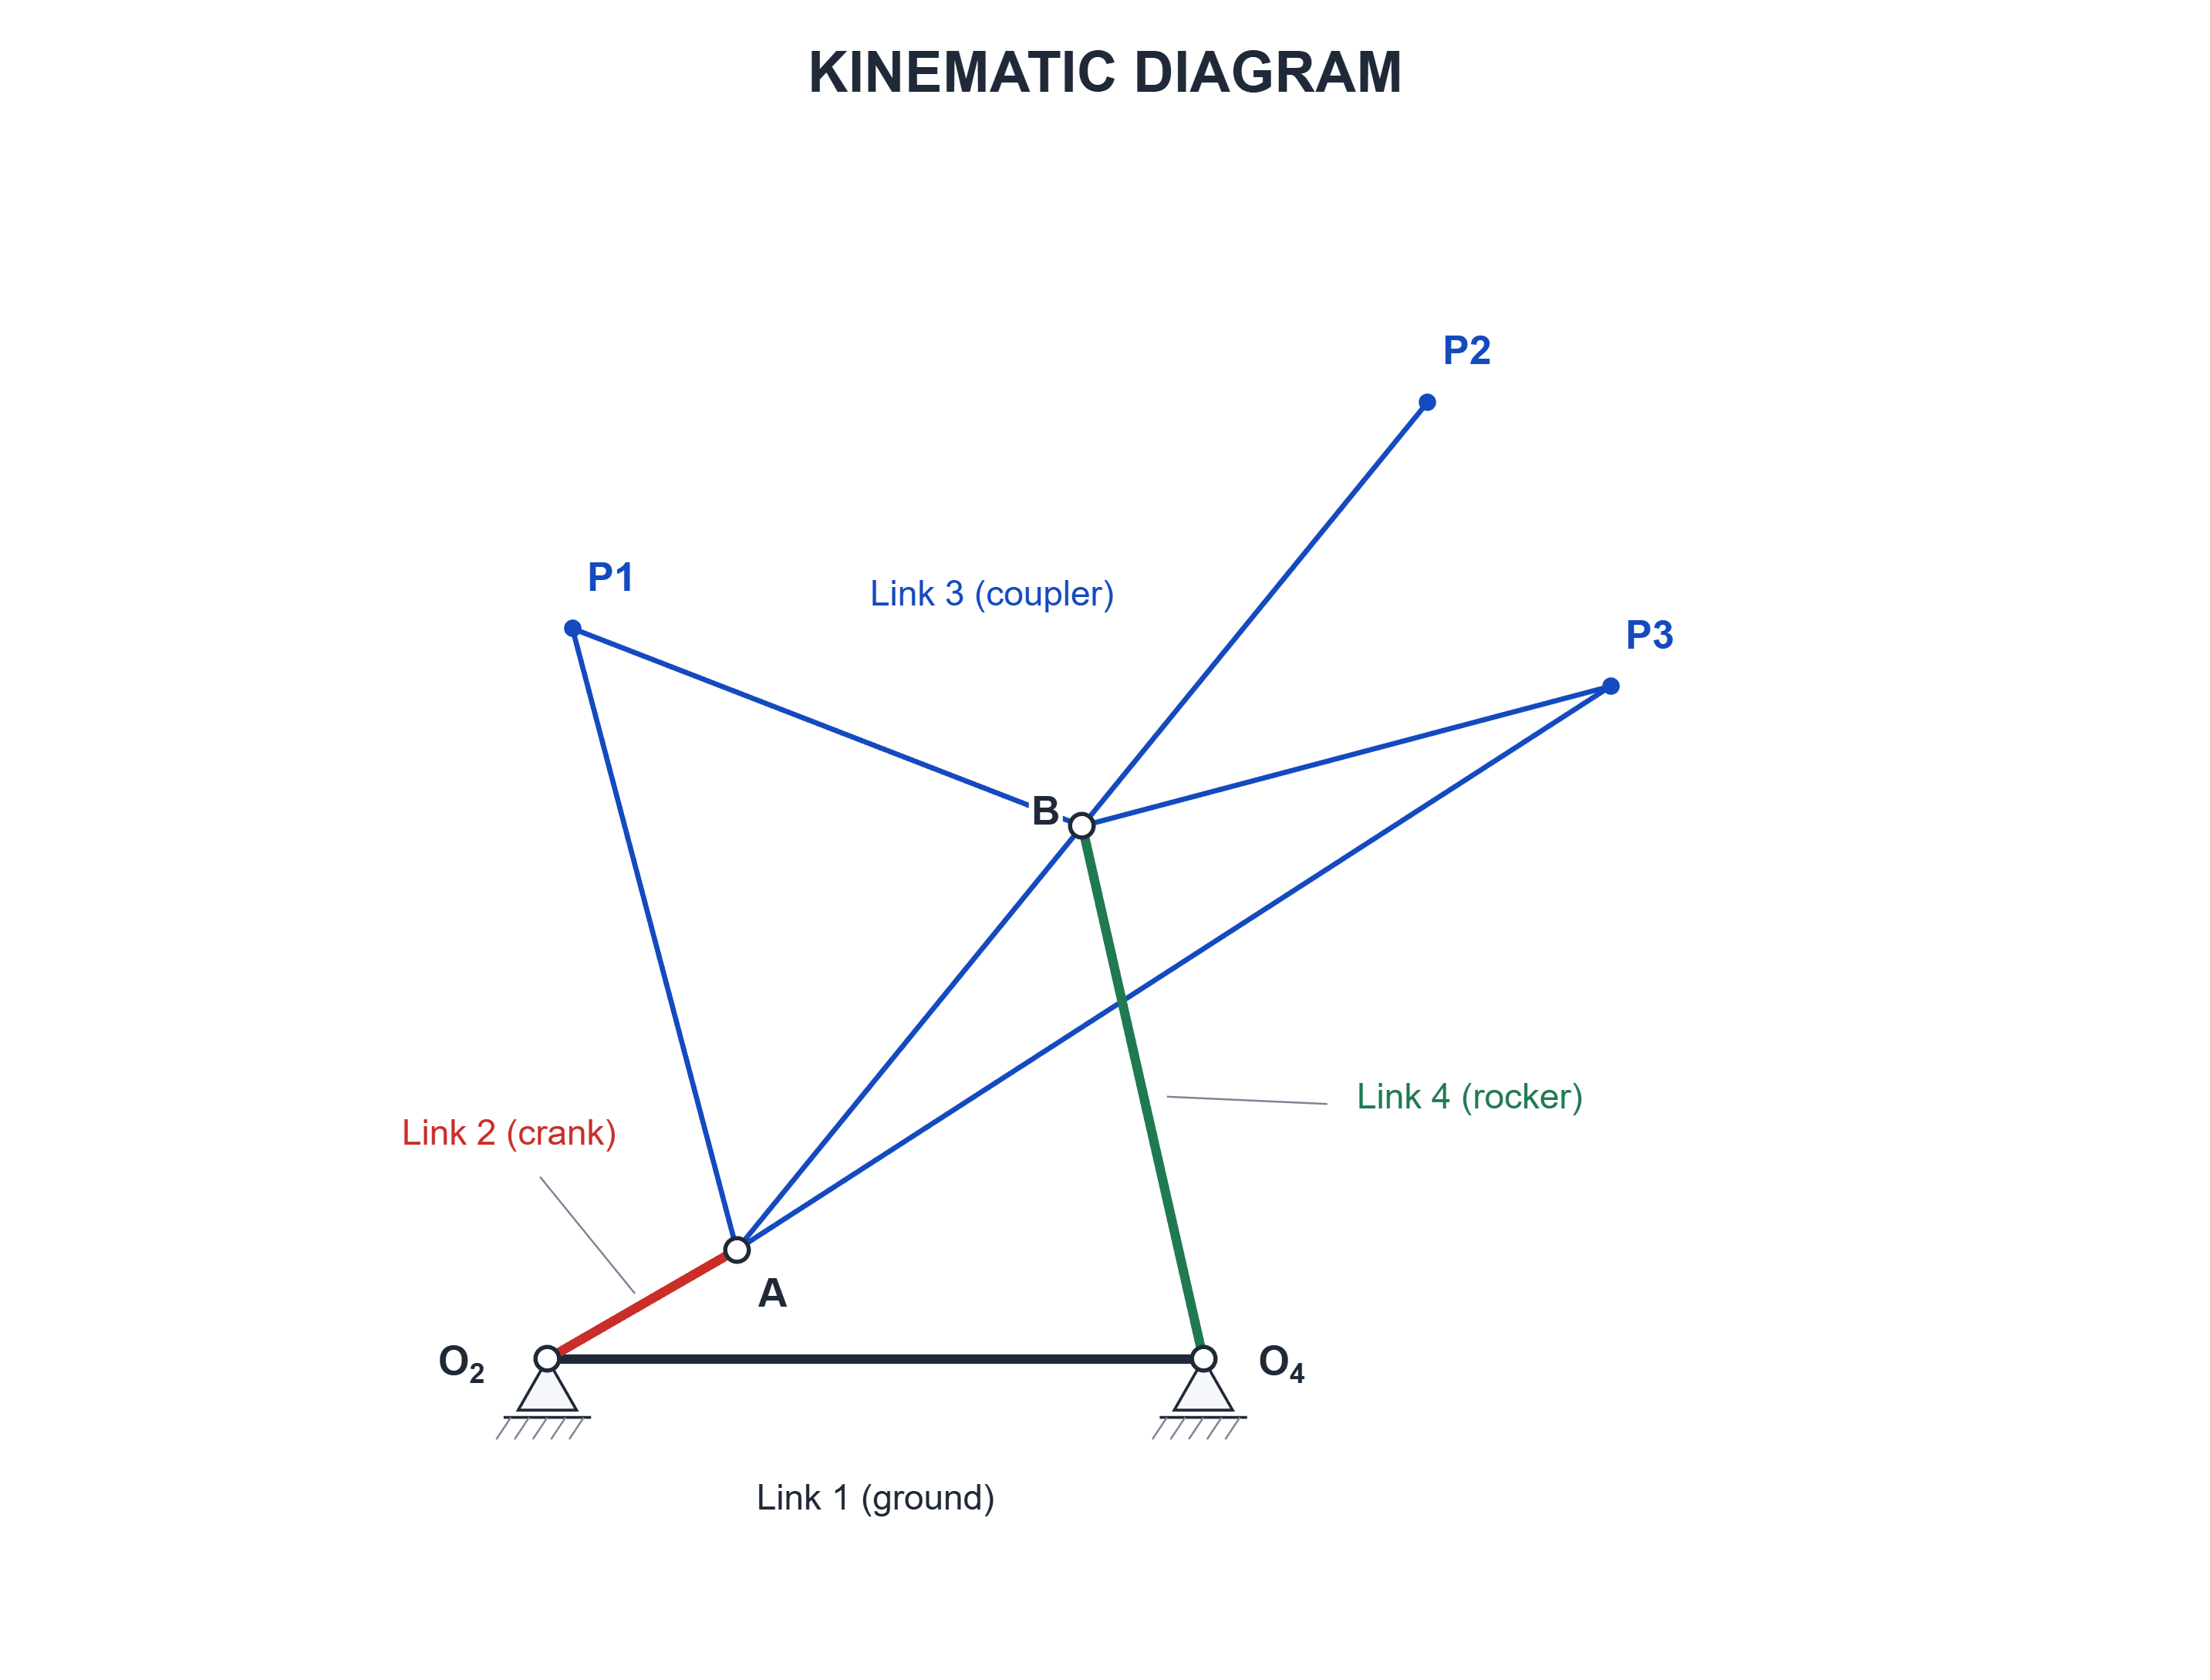 KINEMATIC DIAGRAM
P2
P1
Link 3 (coupler)
P3
B
Link 4 (rocker)
Link 2 (crank)
A
O₂
O₄
Link 1 (ground)